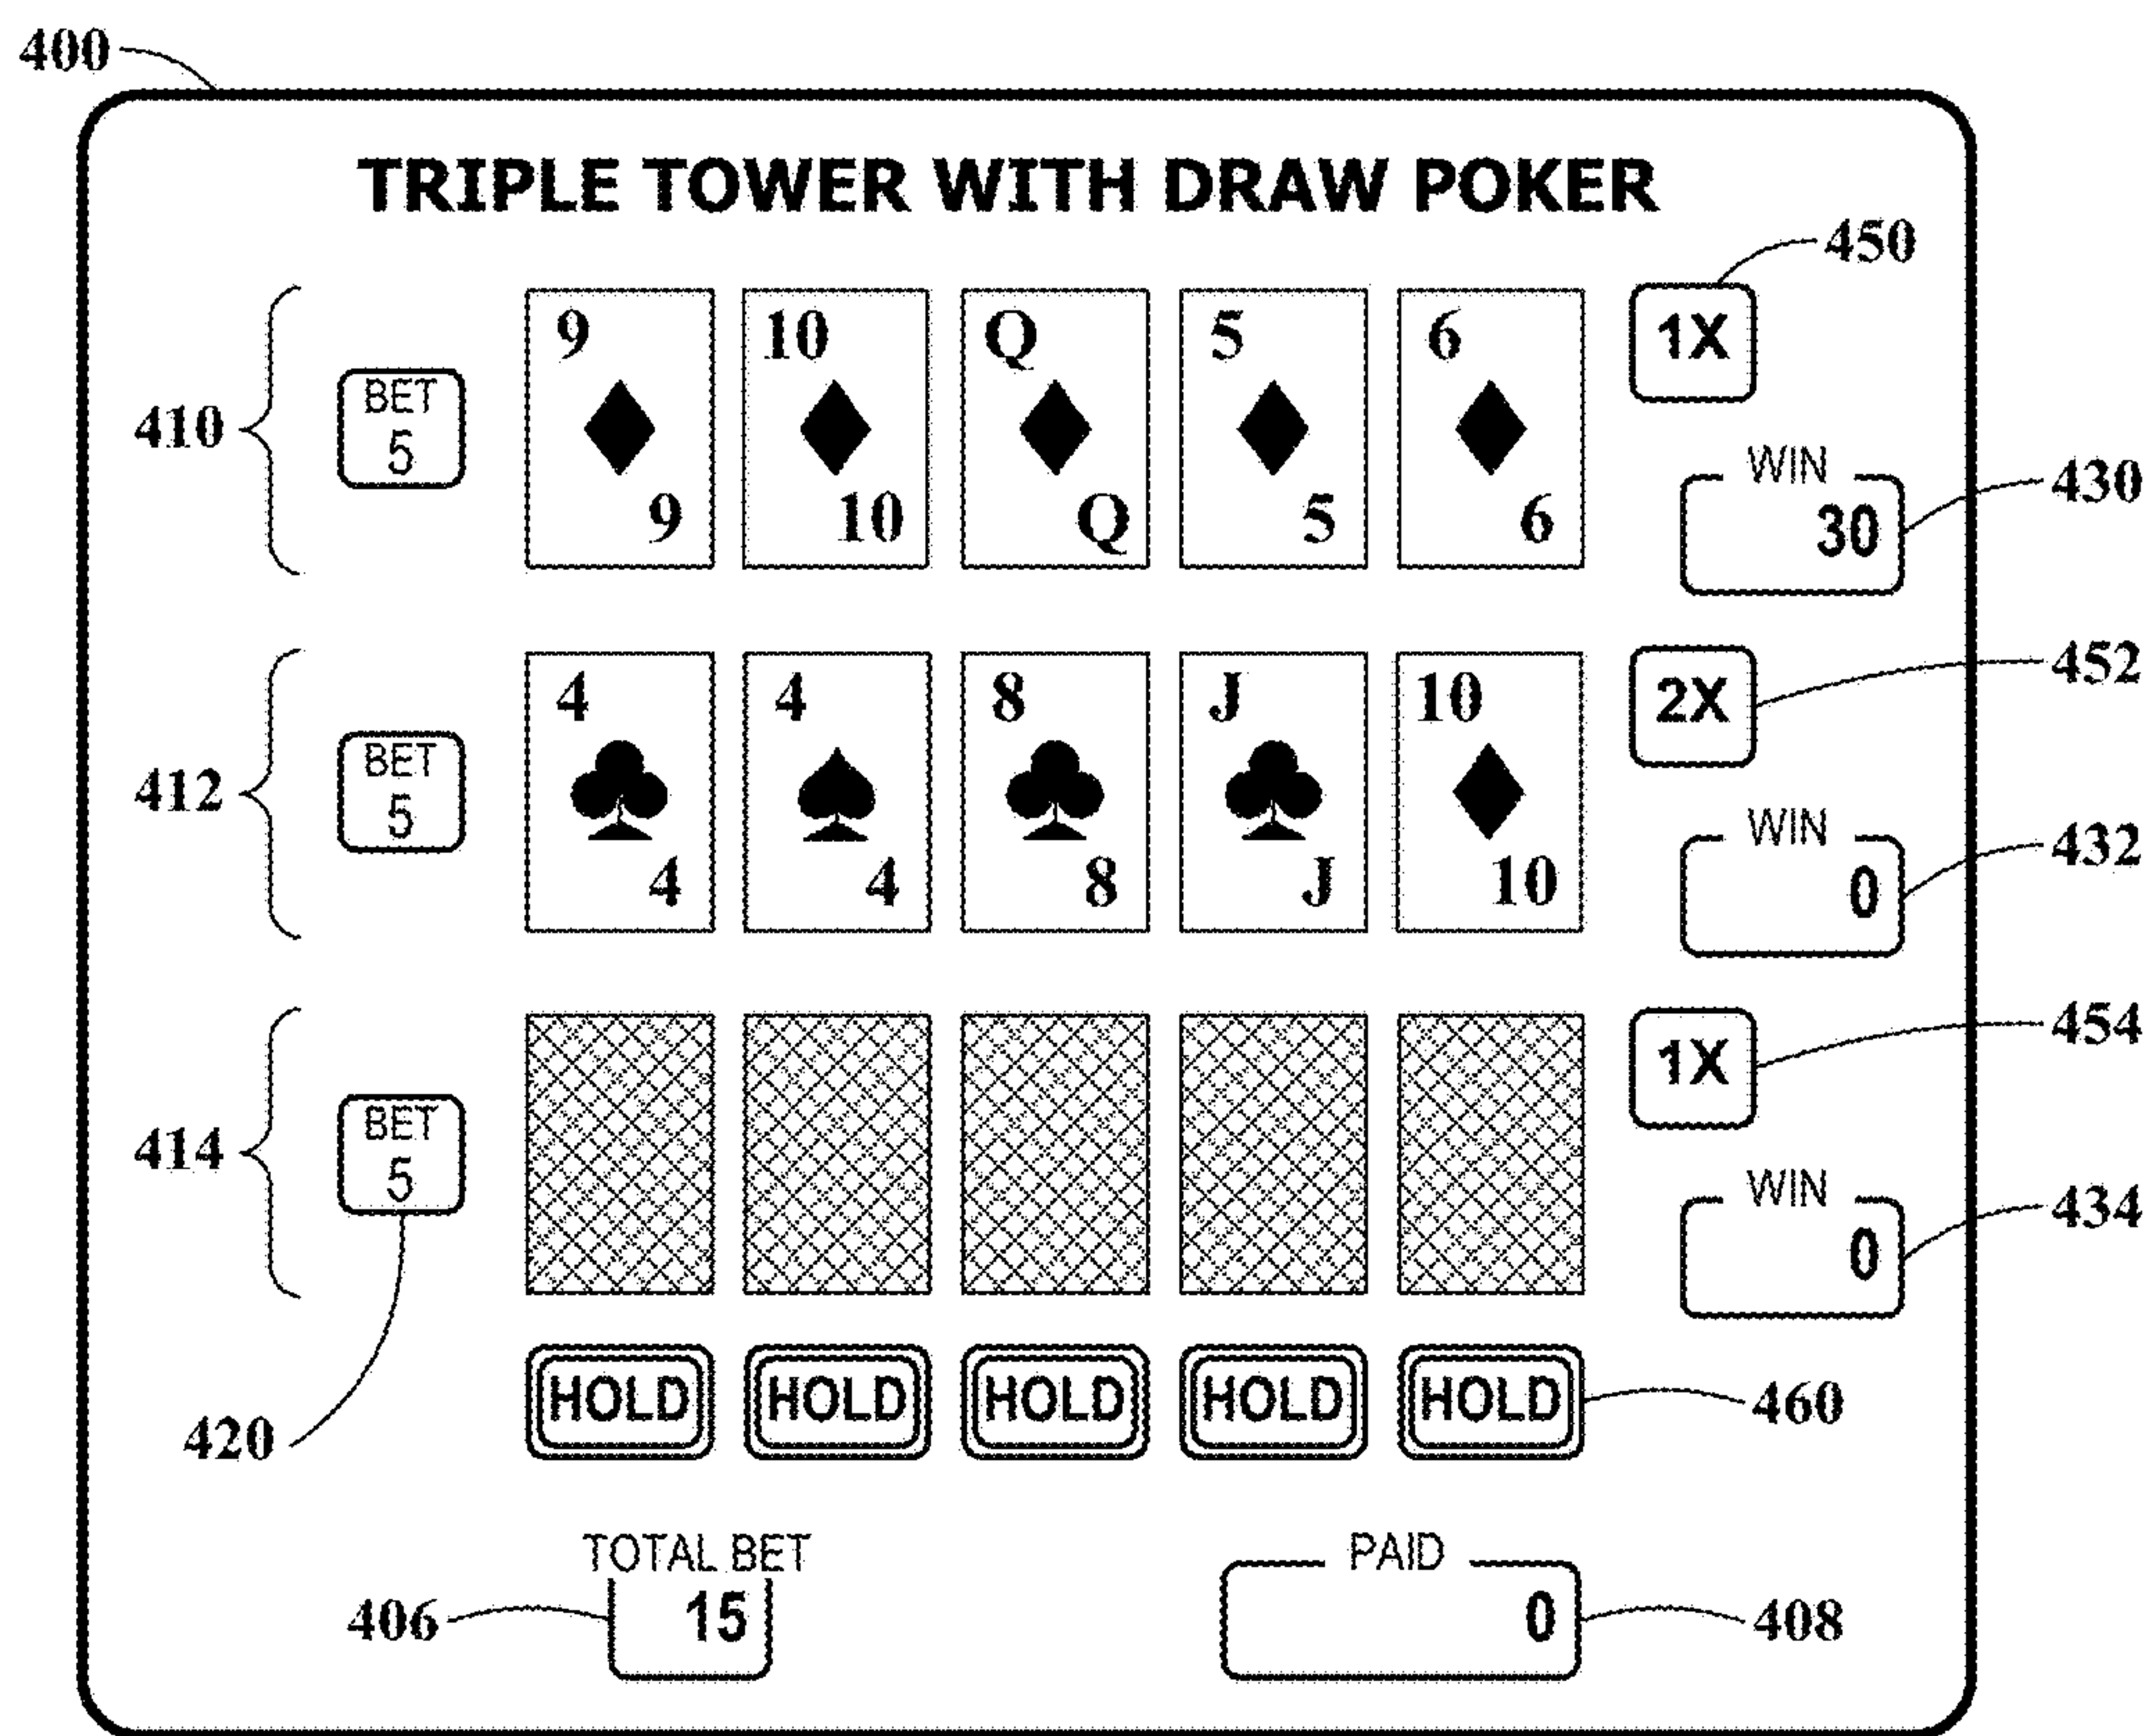 400
TRIPLE TOWER WITH DRAW POKER
450
9 10 Q 5 6 1X
BET
5
410
9 10 Q 5 6
WIN
30
430
452
4 4 8 J 10 2X
BET
5
412
4 4 8 J 10
WIN
0
432
454
1X
BET
5
414
WIN
0
434
HOLD HOLD HOLD HOLD HOLD
460
420
TOTAL BET
15
406
PAID
0
408